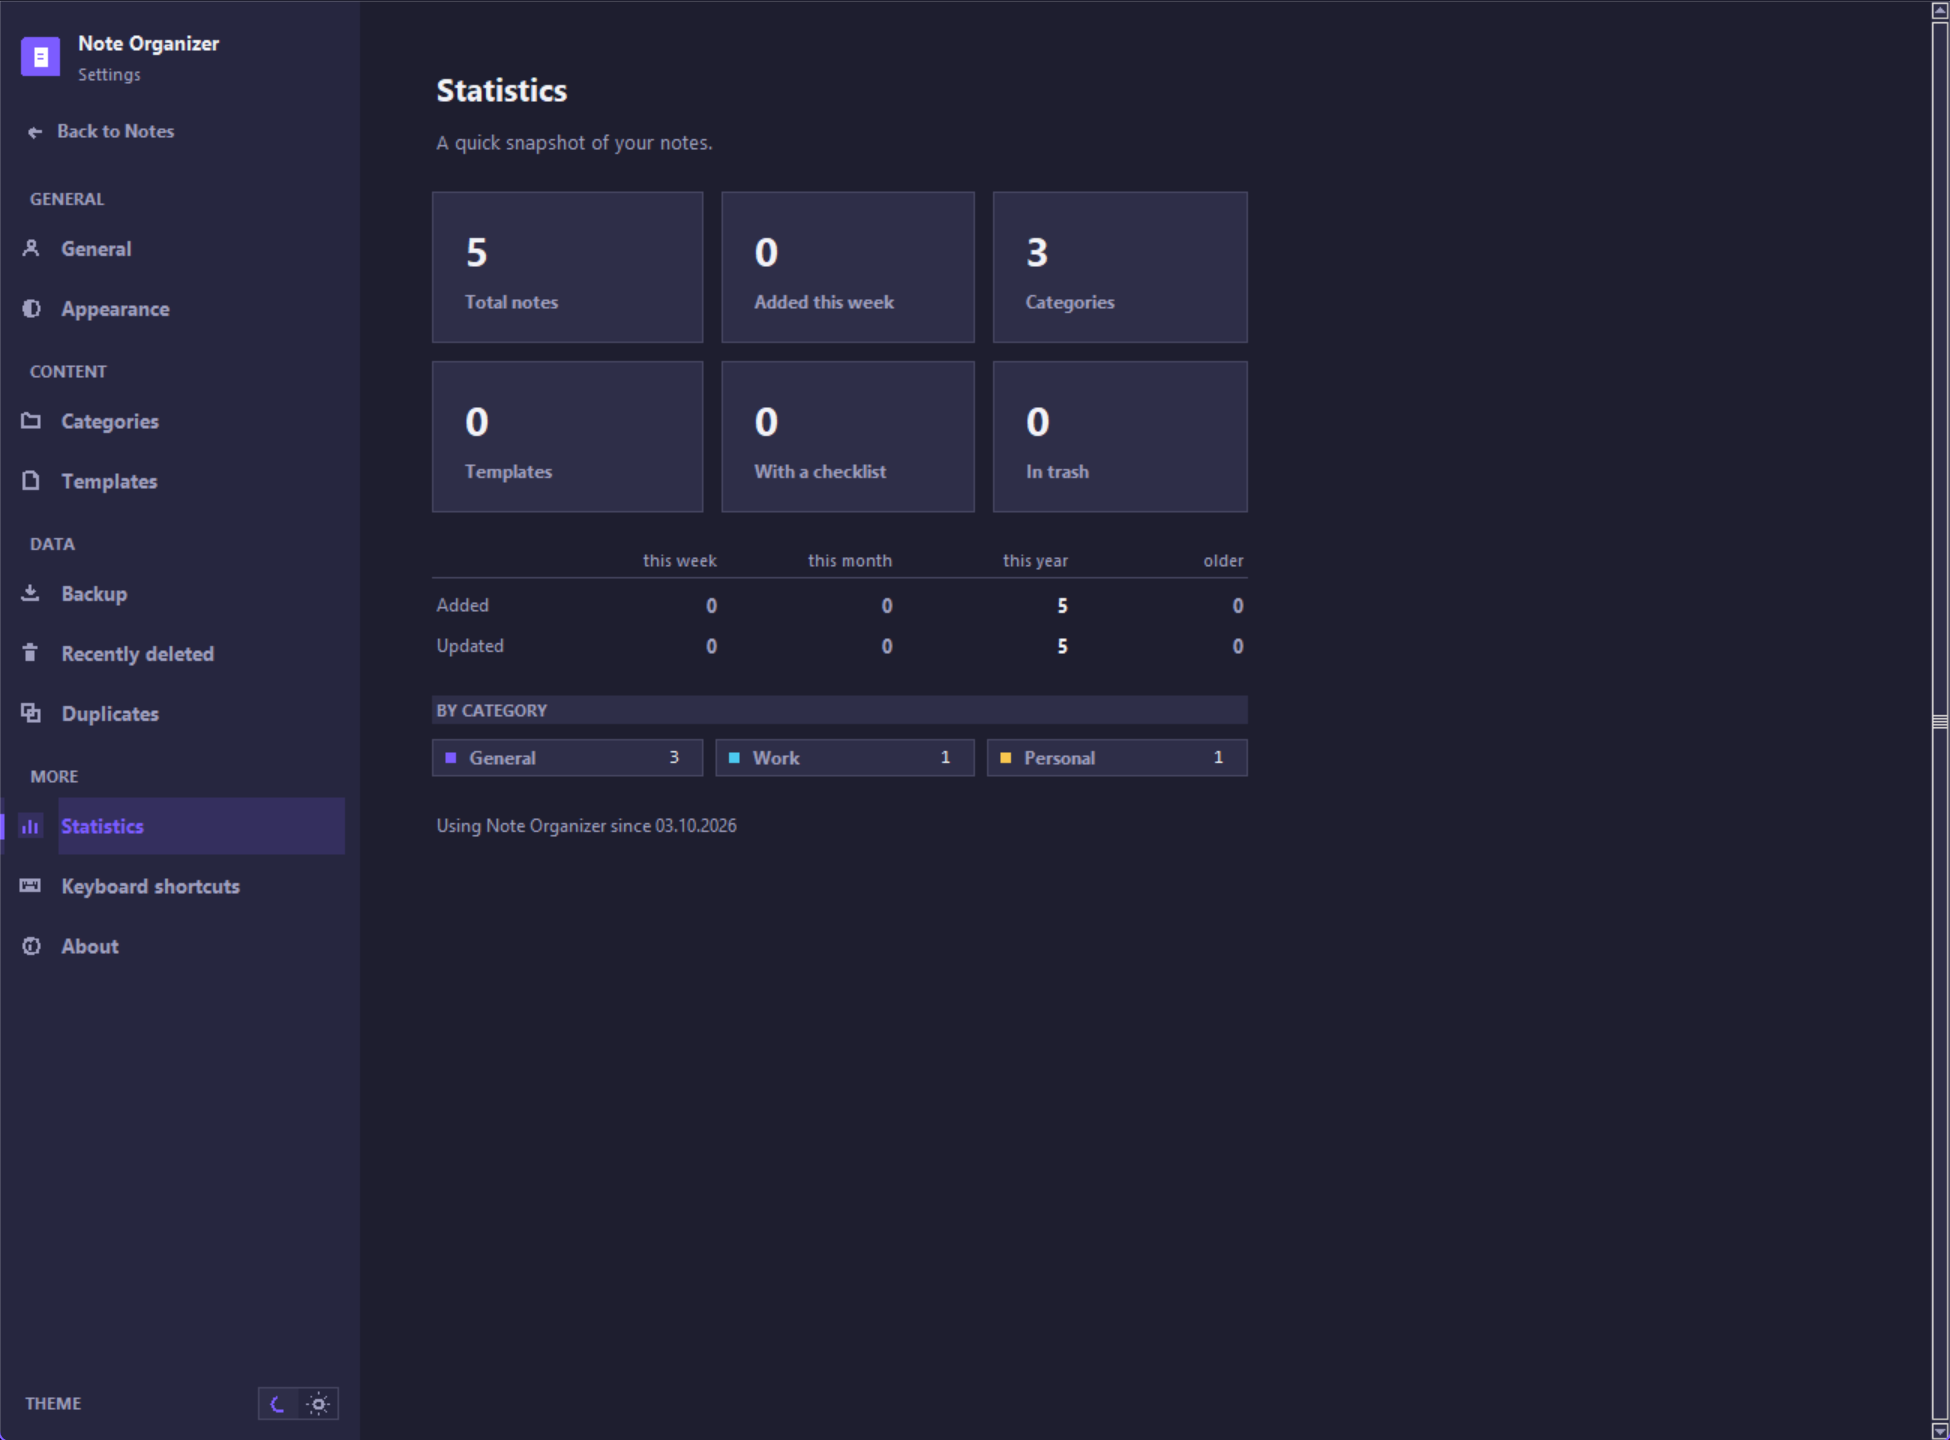 Note Organizer
Settings
Back to Notes
GENERAL
General
Appearance
CONTENT
Categories
Templates
DATA
Backup
Recently deleted
Duplicates
MORE
Statistics
Keyboard shortcuts
About
THEME
Statistics
A quick snapshot of your notes.
5 0 3
Total notes Added this week Categories
0 0 0
Templates With a checklist In trash
this week this month this year older
Added 0 0 5 0
Updated 0 0 5 0
BY CATEGORY
General 3 Work 1 Personal 1
Using Note Organizer since 03.10.2026